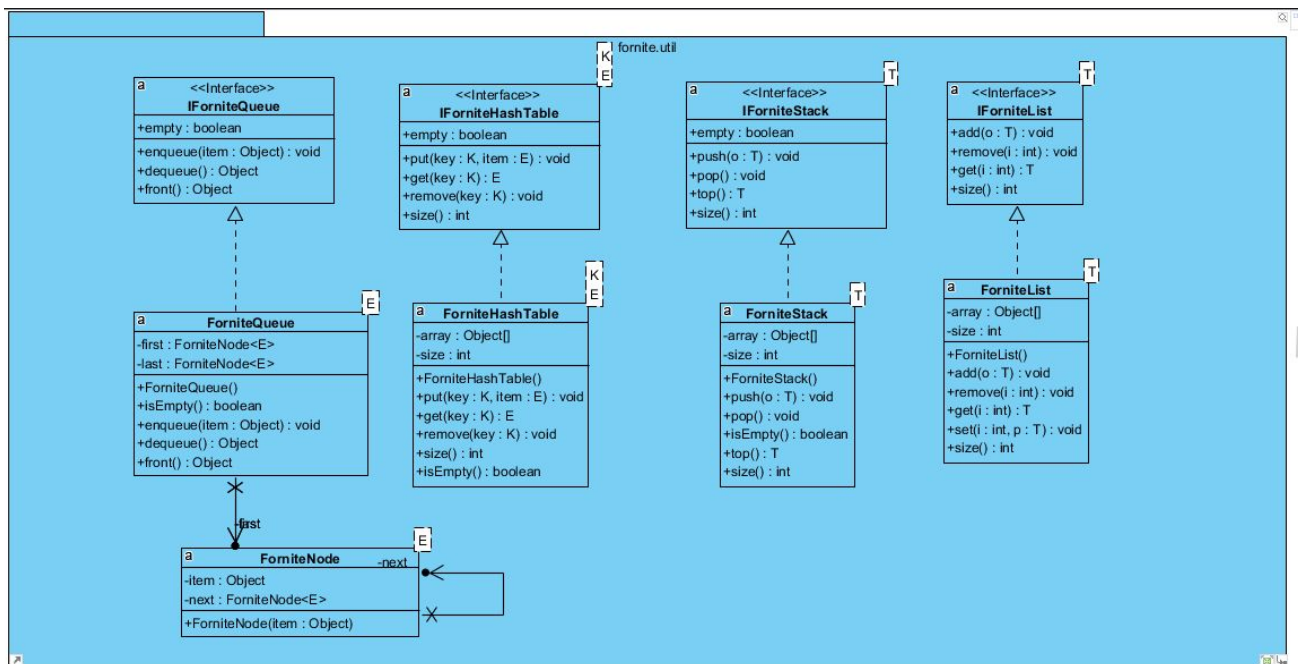 fornite.util
a
<<Interface>>
IForniteQueue
+empty : boolean
+enqueue(item : Object) : void
+dequeue() : Object
+front() : Object
K
E
a
<<Interface>>
IForniteHashTable
+empty : boolean
+put(key : K, item : E) : void
+get(key : K) : E
+remove(key : K) : void
+size() : int
T
a
<<Interface>>
IForniteStack
+empty : boolean
+push(o : T) : void
+pop() : void
+top() : T
+size() : int
T
a
<<Interface>>
IForniteList
+add(o : T) : void
+remove(i : int) : void
+get(i : int) : T
+size() : int
E
a
ForniteQueue
-first : ForniteNode<E>
-last : ForniteNode<E>
+ForniteQueue()
+isEmpty() : boolean
+enqueue(item : Object) : void
+dequeue() : Object
+front() : Object
K
E
a
ForniteHashTable
-array : Object[]
-size : int
+ForniteHashTable()
+put(key : K, item : E) : void
+get(key : K) : E
+remove(key : K) : void
+size() : int
+isEmpty() : boolean
T
a
ForniteStack
-array : Object[]
-size : int
+ForniteStack()
+push(o : T) : void
+pop() : void
+isEmpty() : boolean
+top() : T
+size() : int
T
a
ForniteList
-array : Object[]
-size : int
+ForniteList()
+add(o : T) : void
+remove(i : int) : void
+get(i : int) : T
+set(i : int, p : T) : void
+size() : int
E
a
ForniteNode
-next
-item : Object
-next : ForniteNode<E>
+ForniteNode(item : Object)